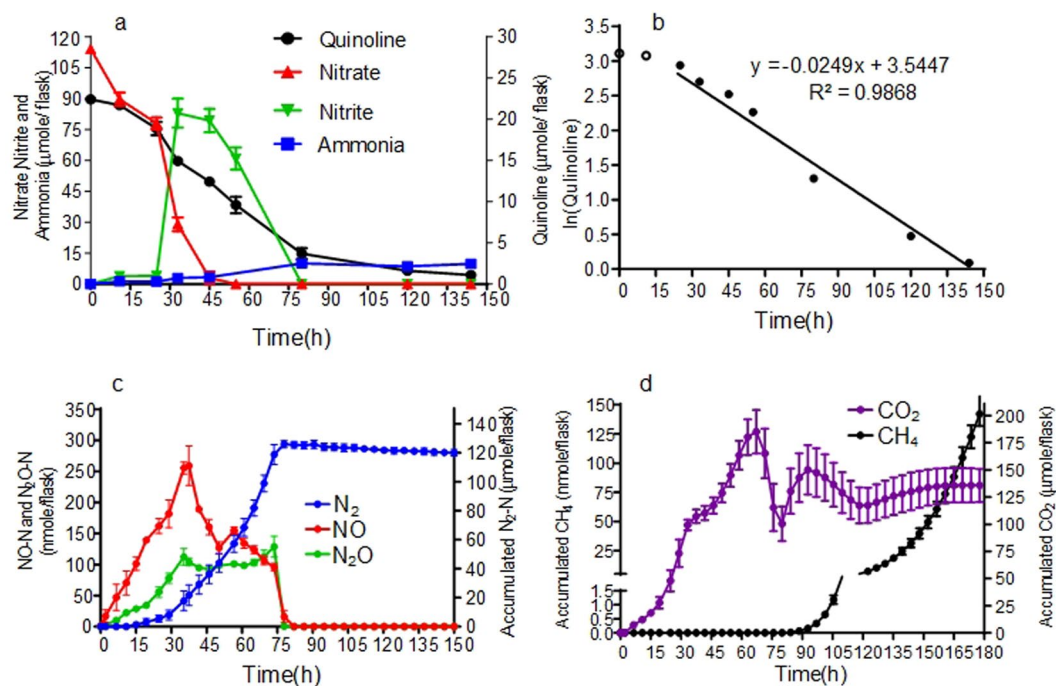 a
120
105
90
75
60
45
30
15
0
Nitrate Nitrite and
Ammonia (μmole/ flask)
Quinoline
Nitrate
Nitrite
Ammonia
30
25
20
15
10
5
0
Quinoline (μmole/ flask)
0 15 30 45 60 75 90 105 120 135 150
Time(h)
b
3.5
3.0
2.5
2.0
1.5
1.0
0.5
0.0
ln(Qulinoline)
y =-0.0249x + 3.5447
R² = 0.9868
0 15 30 45 60 75 90 105 120 135 150
Time(h)
c
350
300
250
200
150
100
50
0
NO-N and N₂O-N
(nmole/flask)
N₂
NO
N₂O
140
120
100
80
60
40
20
0
Accumulated N₂-N (μmole/flask)
0 15 30 45 60 75 90 105 120 135 150
Time(h)
d
150
125
100
75
50
25
1.5
1.0
0.5
0.0
Accumulated CH₄ (nmole/flask)
CO₂
CH₄
200
175
150
125
100
75
50
25
0
Accumulated CO₂ (μmole/flask)
0 15 30 45 60 75 90 105 120 135 150 165 180
Time(h)